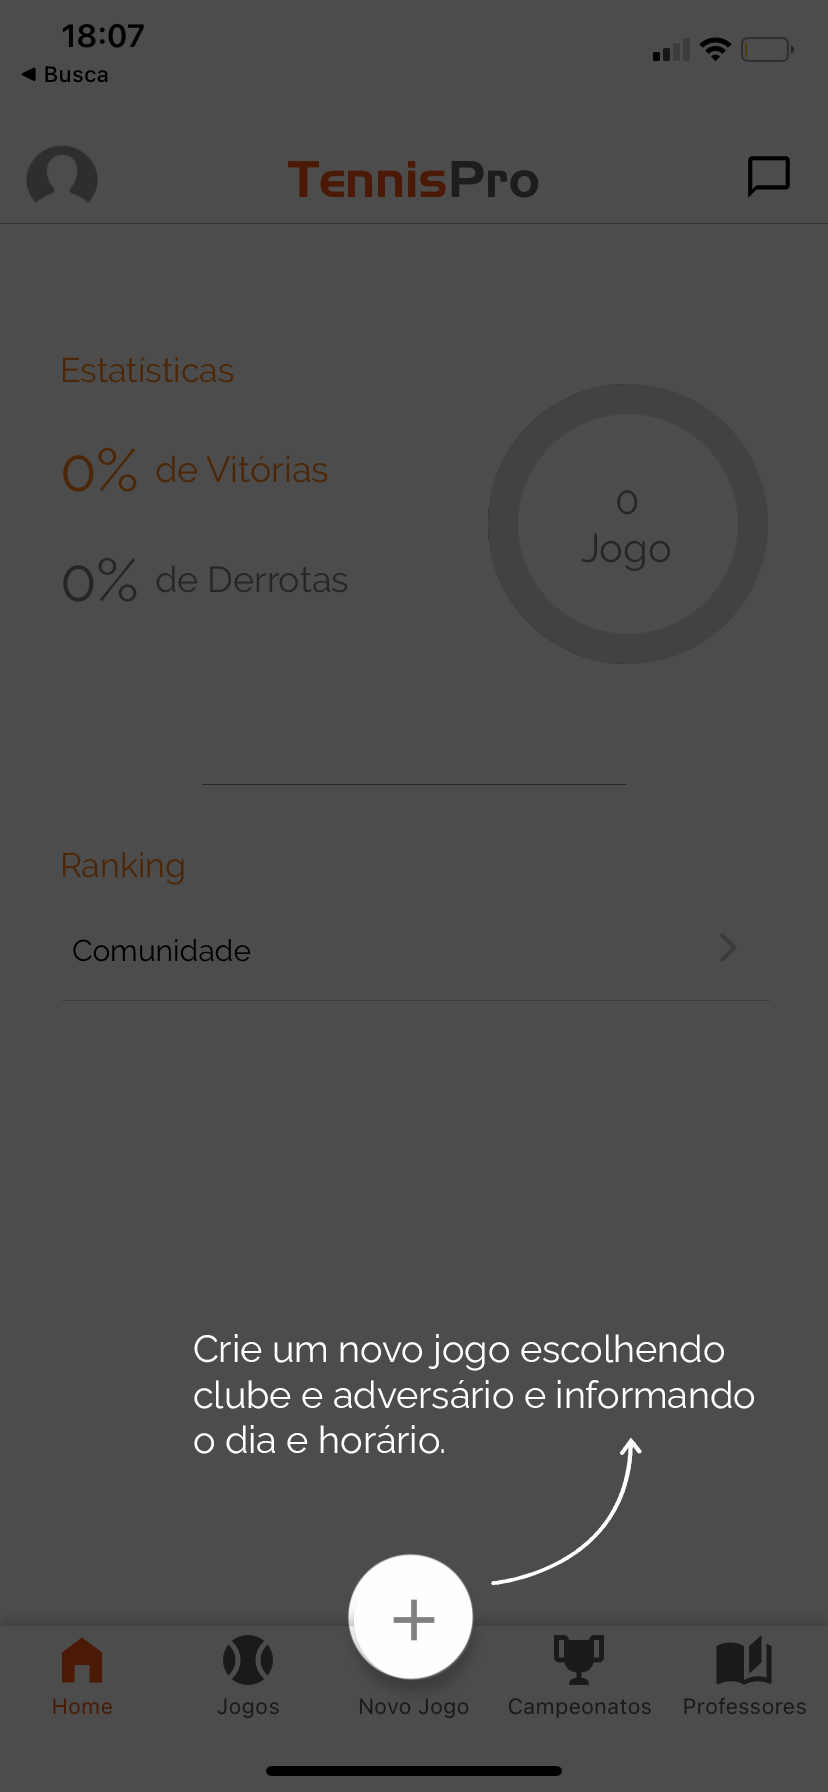 18:07
◀ Busca
TennisPro
Estatísticas
0% de Vitórias
0% de Derrotas
0
Jogo
Ranking
Comunidade
Crie um novo jogo escolhendo
clube e adversário e informando
o dia e horário.
Home Jogos Novo Jogo Campeonatos Professores